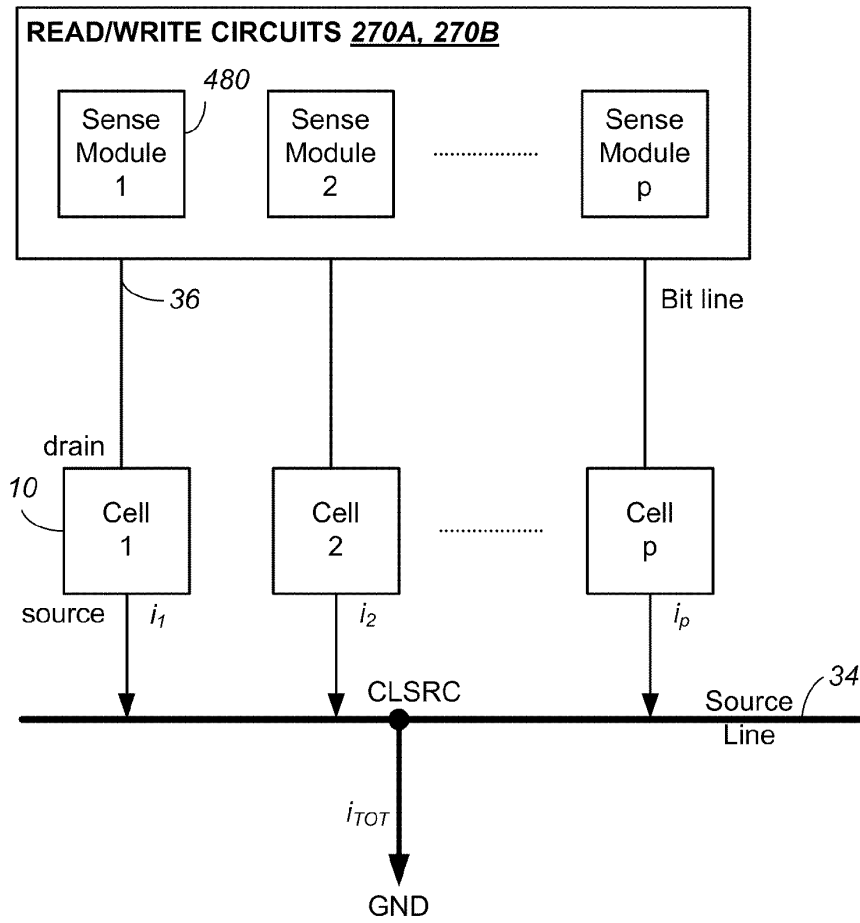 READ/WRITE CIRCUITS 270A, 270B
480
Sense
Module
1
Sense
Module
2
Sense
Module
p
36
Bit line
drain
10
Cell
1
Cell
2
Cell
p
source
i1
i2
ip
CLSRC
Source
Line
34
iTOT
GND